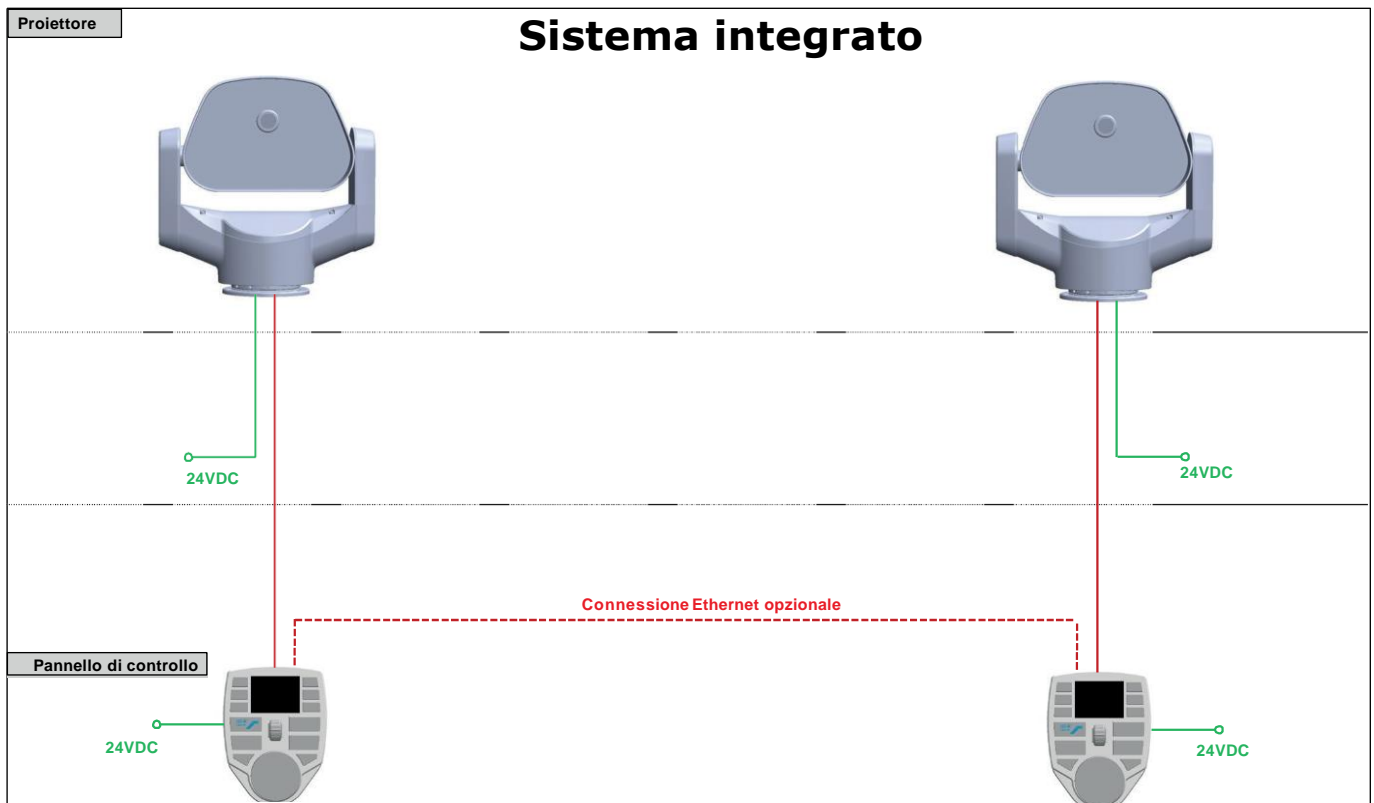 Proiettore
Sistema integrato
24VDC
24VDC
Connessione Ethernet opzionale
Pannello di controllo
24VDC
24VDC